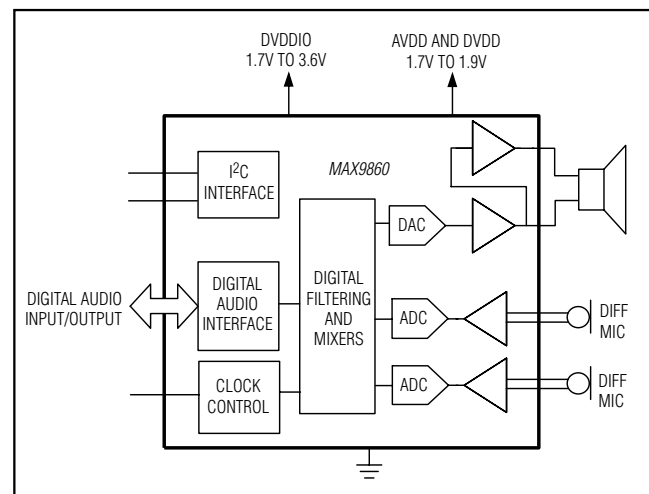 DVDDIO
1.7V TO 3.6V
AVDD AND DVDD
1.7V TO 1.9V
I²C
INTERFACE
MAX9860
DAC
DIGITAL AUDIO
INPUT/OUTPUT
DIGITAL
AUDIO
INTERFACE
DIGITAL
FILTERING
AND
MIXERS
ADC
DIFF
MIC
CLOCK
CONTROL
ADC
DIFF
MIC